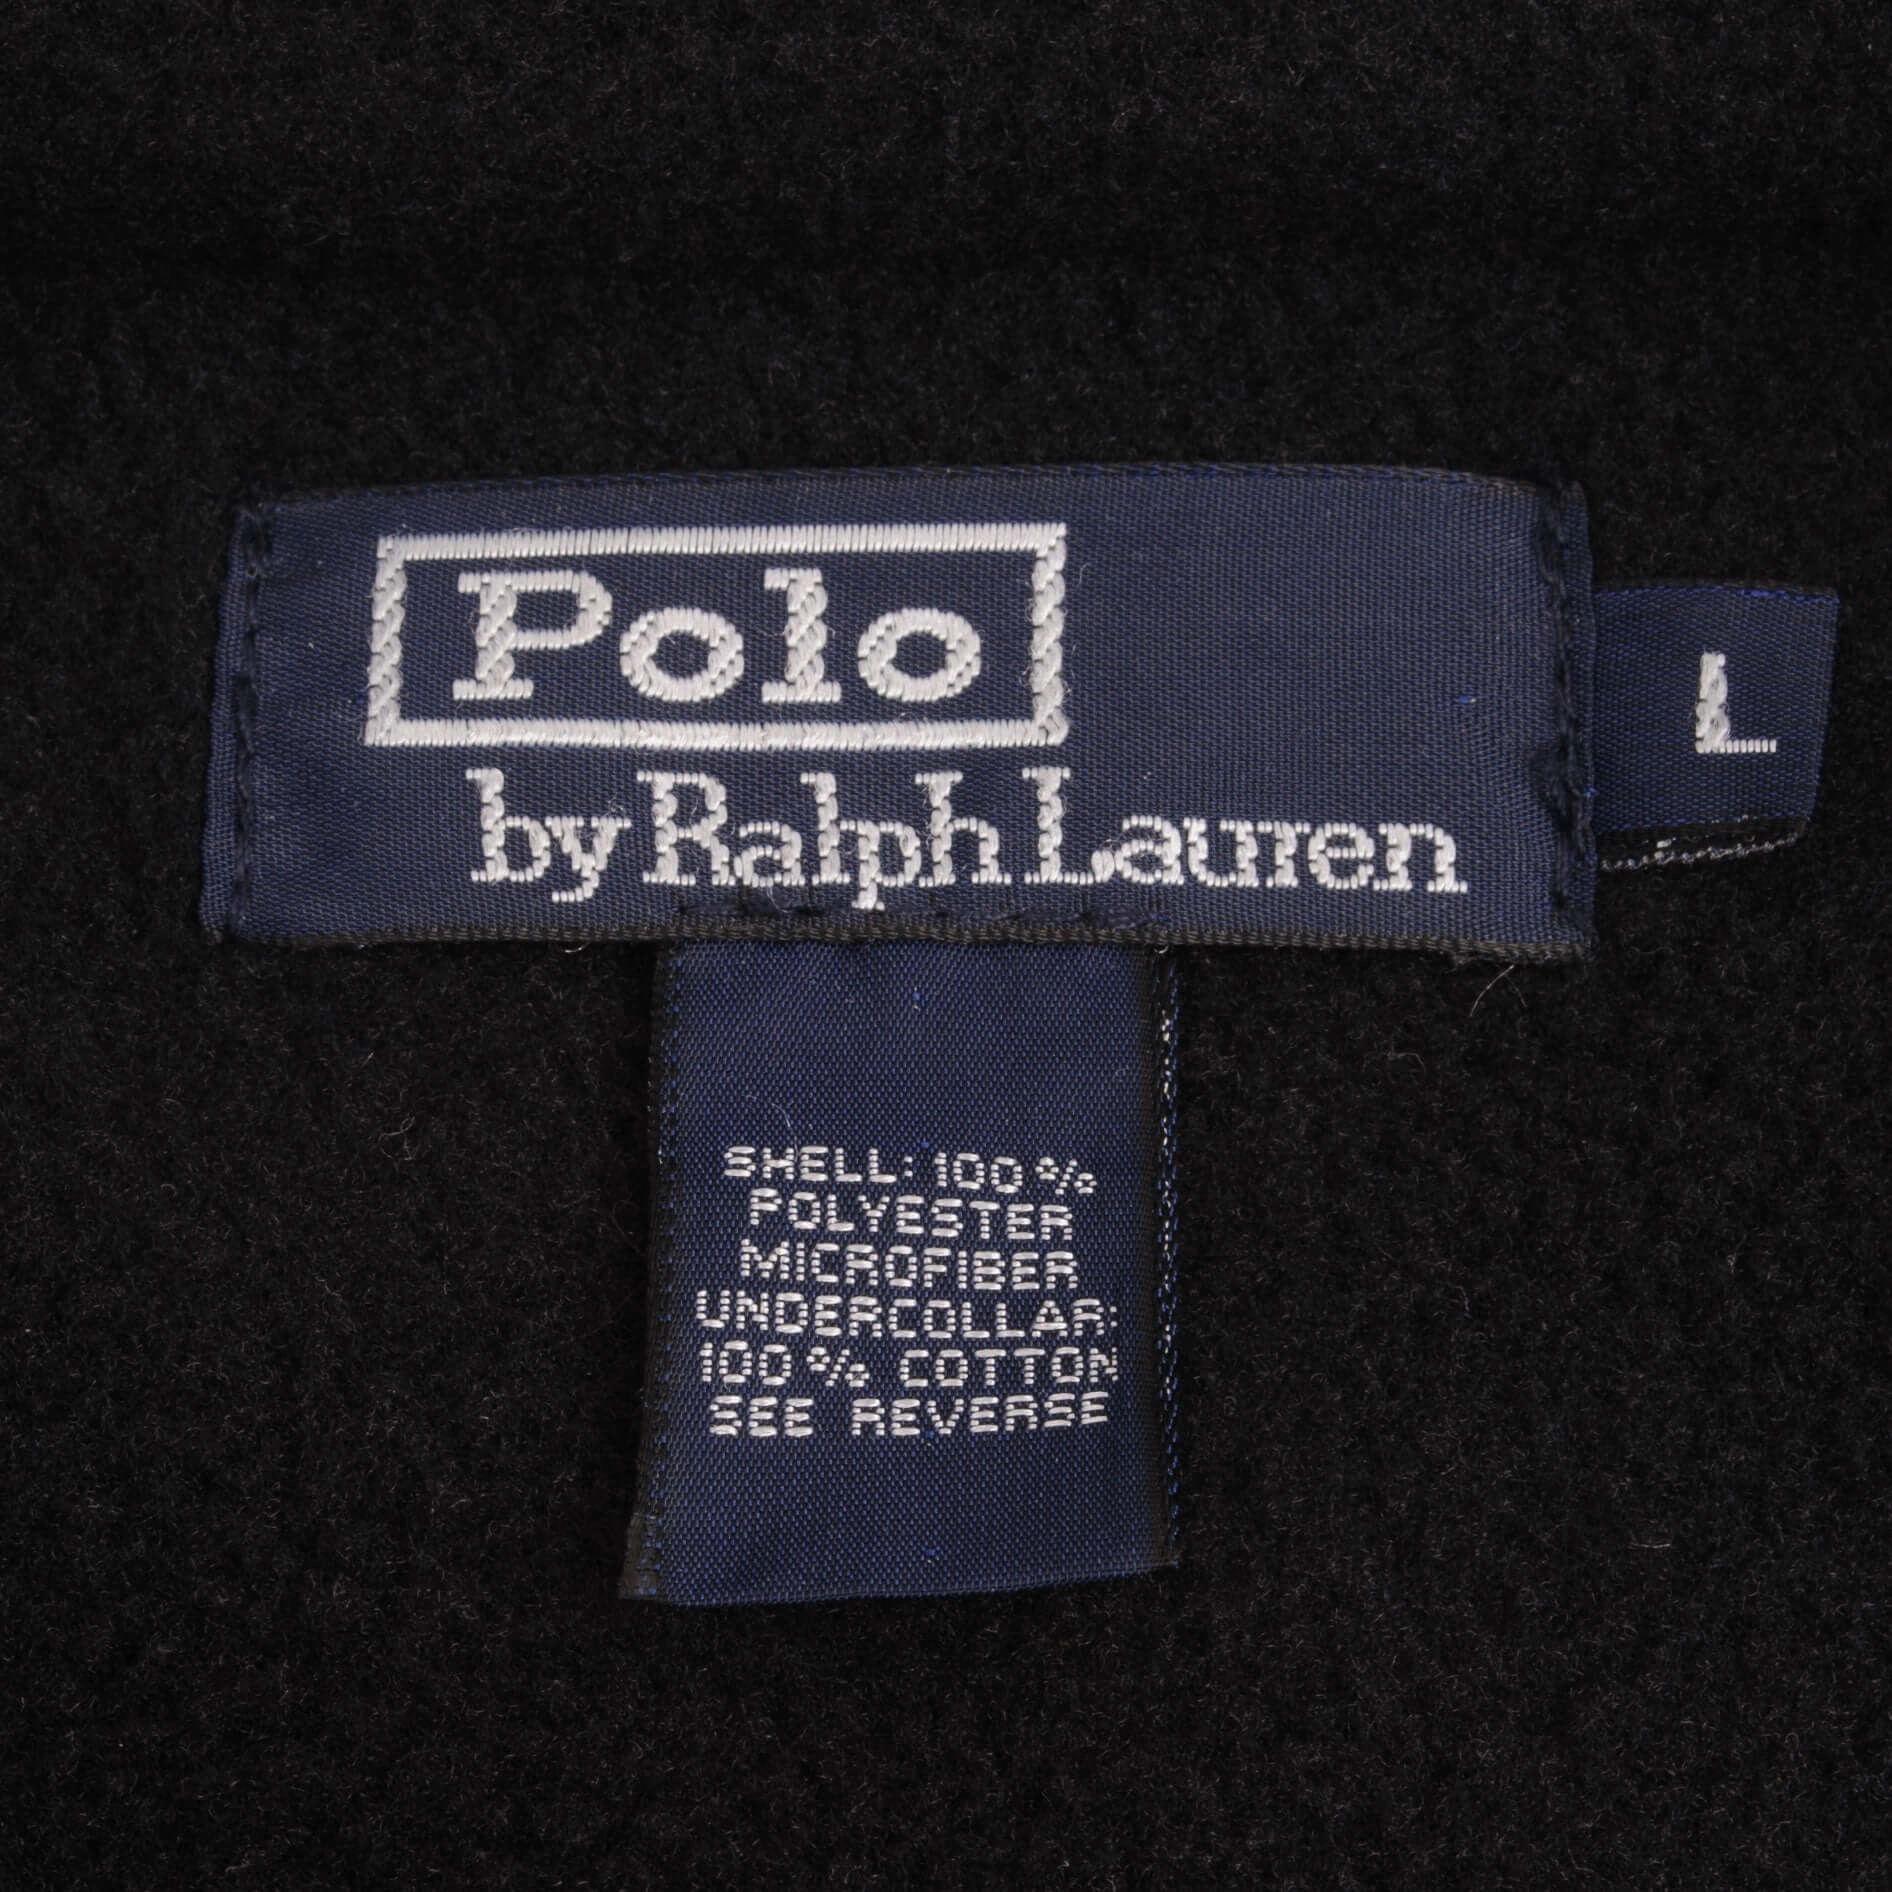 Polo
by Ralph Lauren
L
SHELL: 100%
POLYESTER
MICROFIBER
UNDERCOLLAR:
100% COTTON
SEE REVERSE